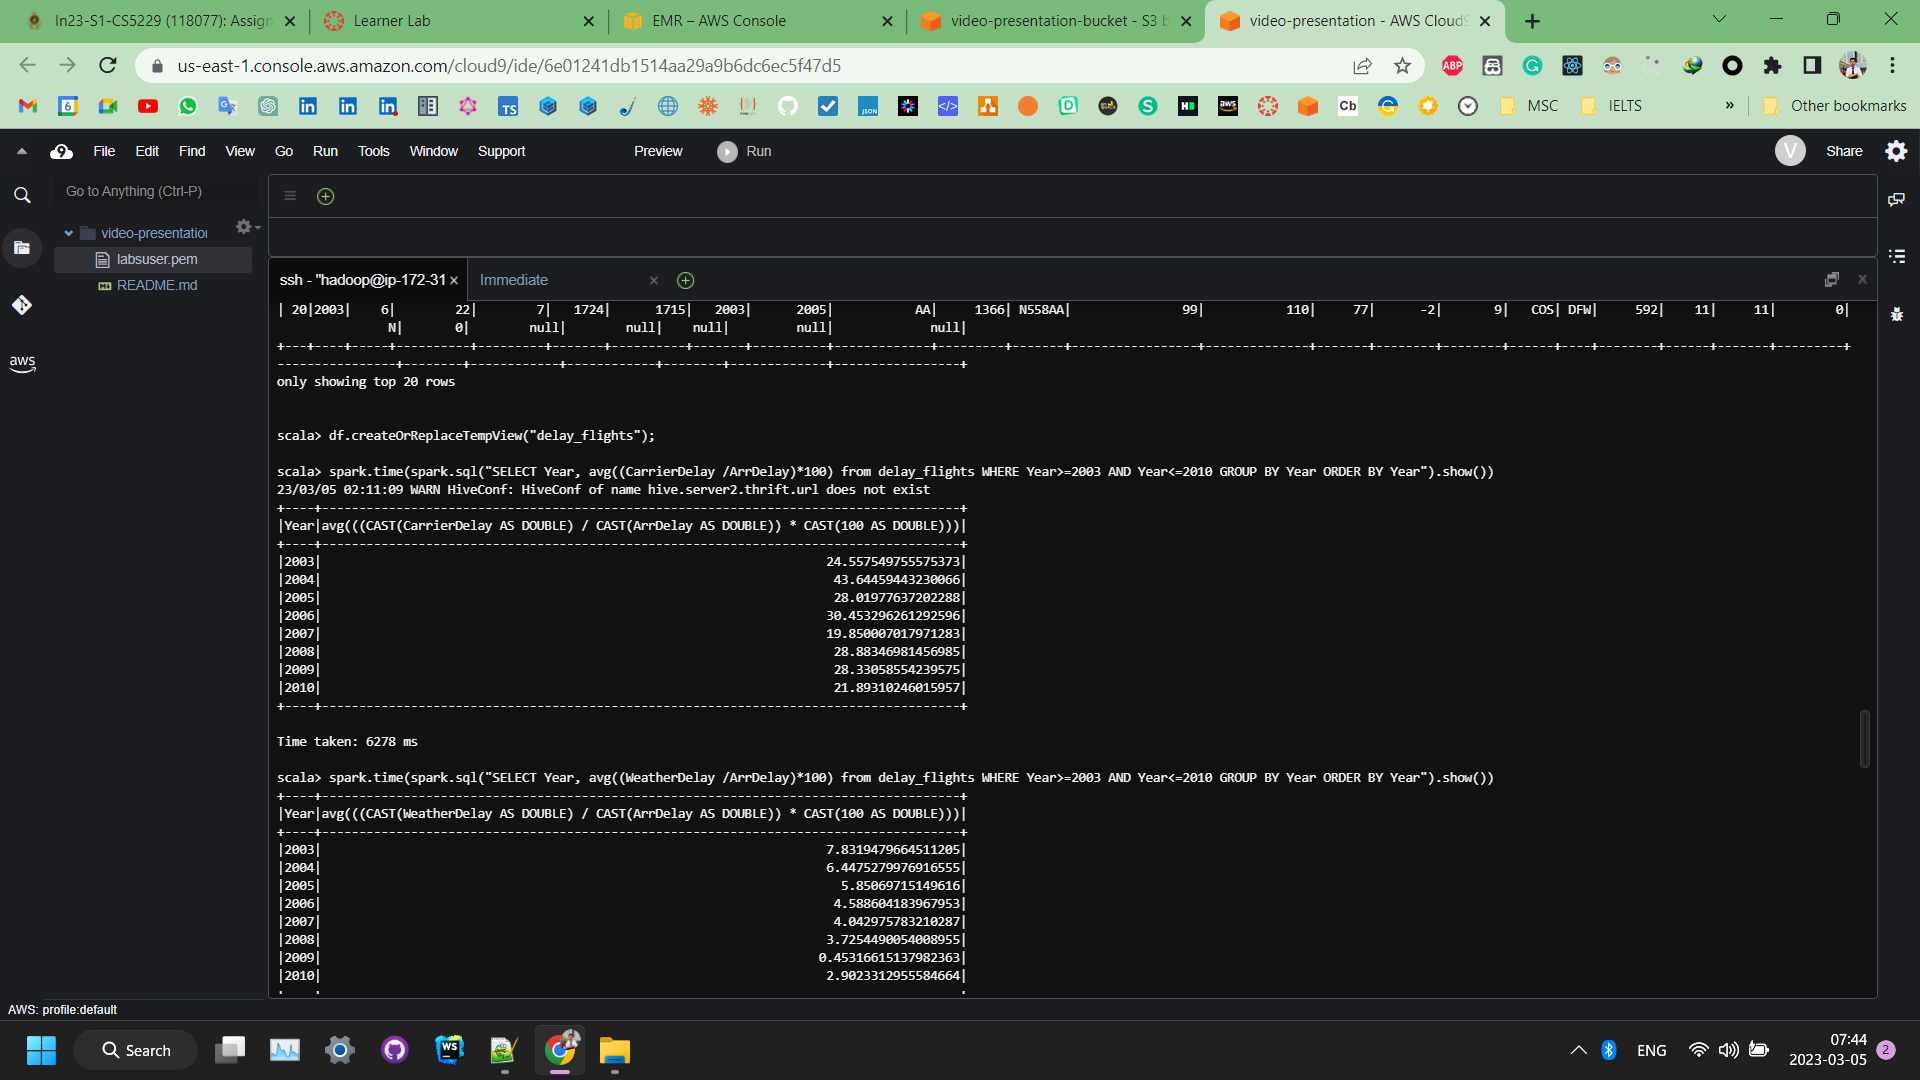 In23-S1-CS5229 (118077): Assign
Learner Lab
EMR – AWS Console
video-presentation-bucket - S3 b
video-presentation - AWS Cloud9
us-east-1.console.aws.amazon.com/cloud9/ide/6e01241db1514aa29a9b6dc6ec5f47d5
MSC
IELTS
» Other bookmarks
File Edit Find View Go Run Tools Window Support Preview Run
V Share
Go to Anything (Ctrl-P)
video-presentation
labsuser.pem
README.md
aws
ssh - "hadoop@ip-172-31
Immediate
| 20|2003| 6| 22| 7| 1724| 1715| 2003| 2005| AA| 1366| N558AA| 99| 110| 77| -2| 9| COS| DFW| 592| 11| 11| 0|
N| 0| null| null| null| null| null|
+---+----+-----+----------+---------+-------+----------+-------+----------+-------------+---------+-------+-----------------+--------------+-------+--------+--------+------+----+--------+------+-------+---------+
----------------+---------+------------+------------+--------+-------------+-----------------+
only showing top 20 rows
scala> df.createOrReplaceTempView("delay_flights");
scala> spark.time(spark.sql("SELECT Year, avg((CarrierDelay /ArrDelay)*100) from delay_flights WHERE Year>=2003 AND Year<=2010 GROUP BY Year ORDER BY Year").show())
23/03/05 02:11:09 WARN HiveConf: HiveConf of name hive.server2.thrift.url does not exist
+----+--------------------------------------------------------------------------------------+
|Year|avg(((CAST(CarrierDelay AS DOUBLE) / CAST(ArrDelay AS DOUBLE)) * CAST(100 AS DOUBLE)))|
+----+--------------------------------------------------------------------------------------+
|2003| 24.557549755575373|
|2004| 43.64459443230066|
|2005| 28.01977637202288|
|2006| 30.453296261292596|
|2007| 19.850007017971283|
|2008| 28.88346981456985|
|2009| 28.33058554239575|
|2010| 21.89310246015957|
+----+--------------------------------------------------------------------------------------+
Time taken: 6278 ms
scala> spark.time(spark.sql("SELECT Year, avg((WeatherDelay /ArrDelay)*100) from delay_flights WHERE Year>=2003 AND Year<=2010 GROUP BY Year ORDER BY Year").show())
+----+--------------------------------------------------------------------------------------+
|Year|avg(((CAST(WeatherDelay AS DOUBLE) / CAST(ArrDelay AS DOUBLE)) * CAST(100 AS DOUBLE)))|
+----+--------------------------------------------------------------------------------------+
|2003| 7.8319479664511205|
|2004| 6.4475279976916555|
|2005| 5.85069715149616|
|2006| 4.588604183967953|
|2007| 4.042975783210287|
|2008| 3.7254490054008955|
|2009| 0.45316615137982363|
|2010| 2.9023312955584664|
AWS: profile:default
Search
ENG
07:44
2023-03-05
2